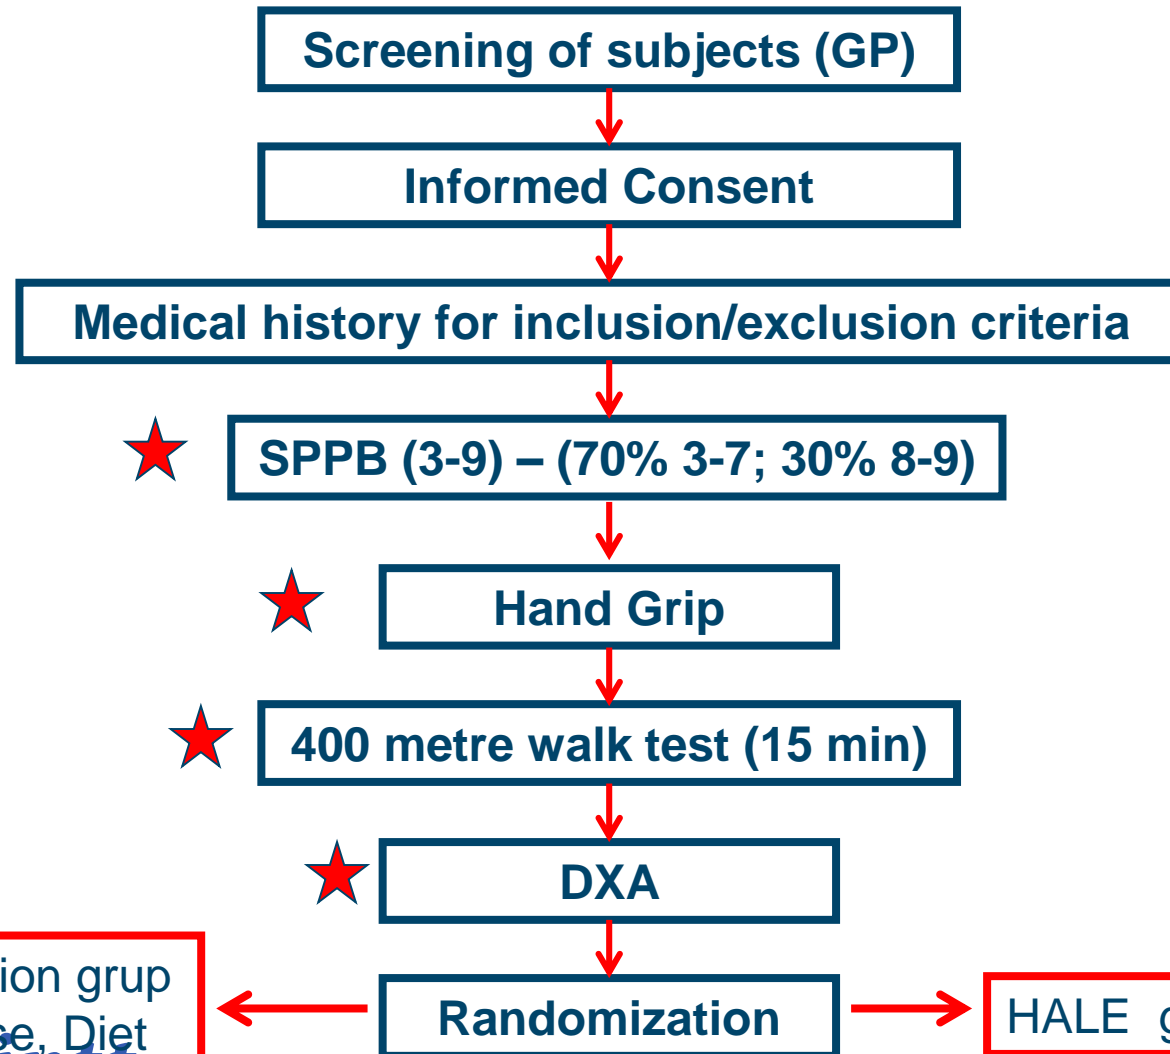 Screening of subjects (GP)
Informed Consent
Medical history for inclusion/exclusion criteria
SPPB (3-9) – (70% 3-7; 30% 8-9)
Hand Grip
400 metre walk test (15 min)
DXA
grup
Diet
Randomization
HALE